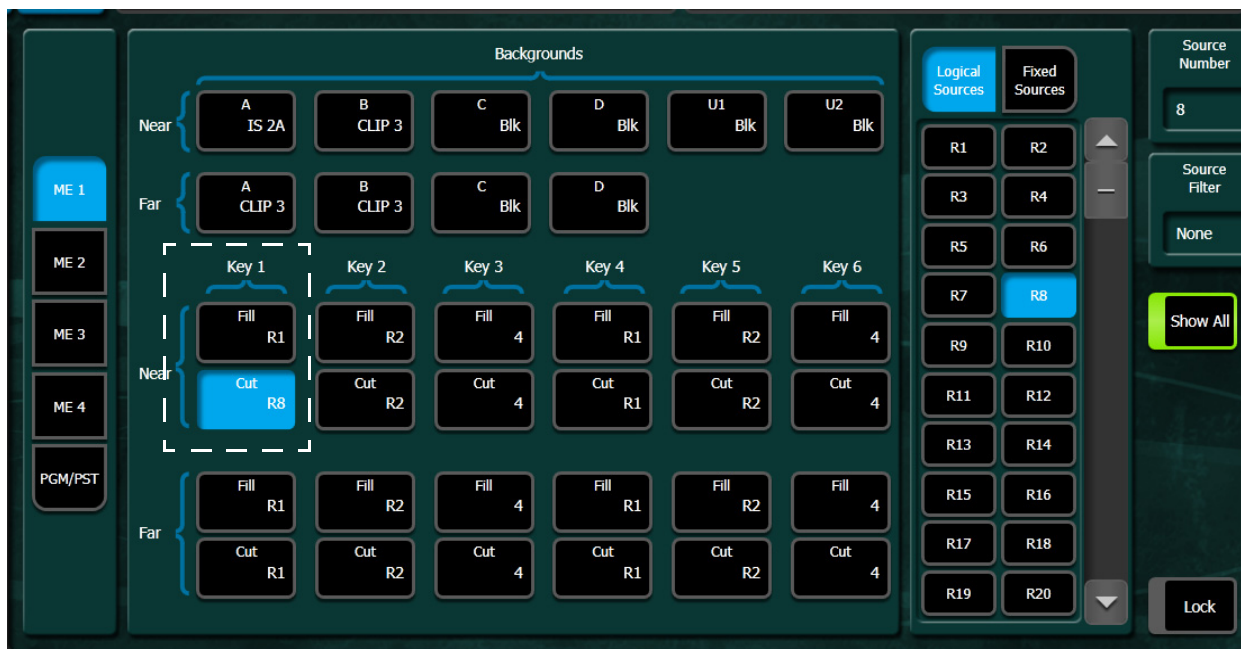 Backgrounds
Near
A
IS 2A
B
CLIP 3
C
Blk
D
Blk
U1
Blk
U2
Blk
Far
A
CLIP 3
B
CLIP 3
C
Blk
D
Blk
ME 1
ME 2
ME 3
ME 4
PGM/PST
Key 1
Key 2
Key 3
Key 4
Key 5
Key 6
Near
Fill
R1
Fill
R2
Fill
4
Fill
R1
Fill
R2
Fill
4
Cut
R8
Cut
R2
Cut
4
Cut
R1
Cut
R2
Cut
4
Far
Fill
R1
Fill
R2
Fill
4
Fill
R1
Fill
R2
Fill
4
Cut
R1
Cut
R2
Cut
4
Cut
R1
Cut
R2
Cut
4
Logical
Sources
Fixed
Sources
R1
R2
R3
R4
R5
R6
R7
R8
R9
R10
R11
R12
R13
R14
R15
R16
R17
R18
R19
R20
Source
Number
8
Source
Filter
None
Show All
Lock